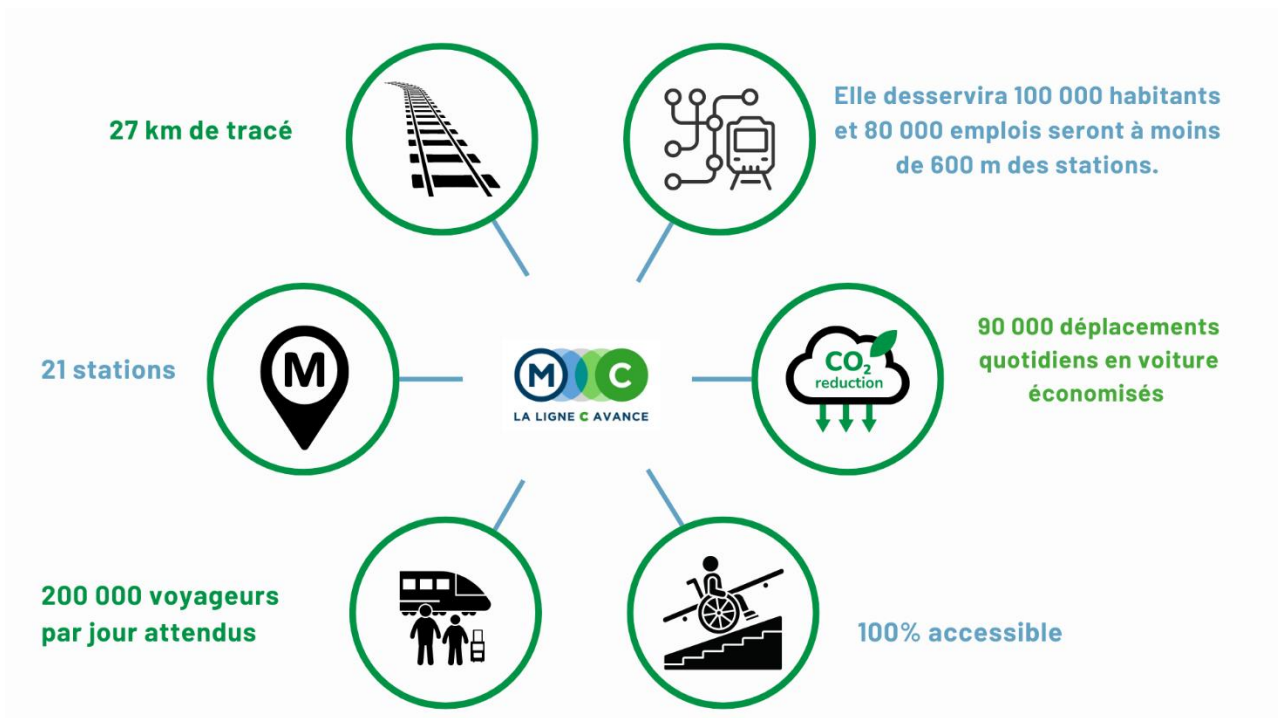 27 km de tracé
Elle desservira 100 000 habitants
et 80 000 emplois seront à moins
de 600 m des stations.
21 stations
M
M C
LA LIGNE C AVANCE
CO₂
reduction
90 000 déplacements
quotidiens en voiture
économisés
200 000 voyageurs
par jour attendus
100% accessible